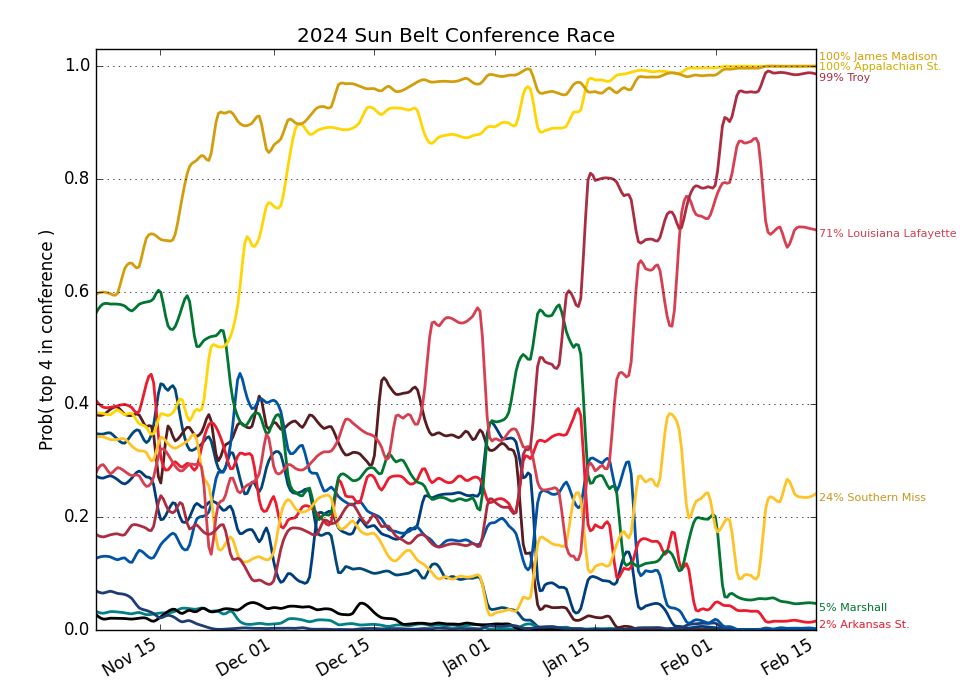 2024 Sun Belt Conference Race
Prob( top 4 in conference )
1.0
0.8
0.6
0.4
0.2
0.0
Nov 15
Dec 01
Dec 15
Jan 01
Jan 15
Feb 01
Feb 15
100% James Madison
100% Appalachian St.
99% Troy
71% Louisiana Lafayette
24% Southern Miss
5% Marshall
2% Arkansas St.